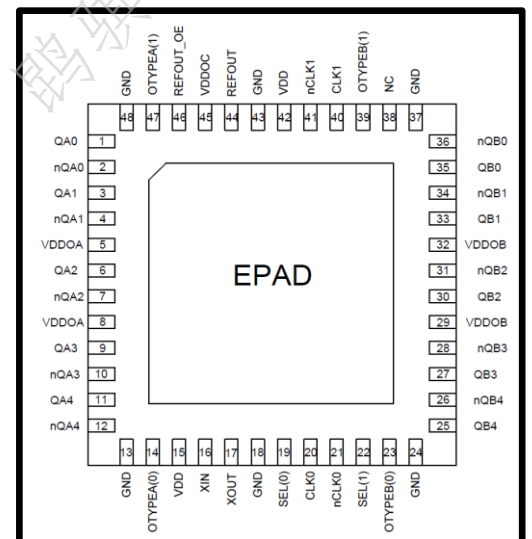 GND OTYPEA(1) REFOUT_OE VDDOC REFOUT GND VDD nCLK1 CLK1 OTYPEB(1) NC GND
48 47 46 45 44 43 42 41 40 39 38 37
QA0 1 36 nQB0
nQA0 2 35 QB0
QA1 3 34 nQB1
nQA1 4 33 QB1
VDDOA 5 32 VDDOB
QA2 6 31 nQB2
EPAD
nQA2 7 30 QB2
VDDOA 8 29 VDDOB
QA3 9 28 nQB3
nQA3 10 27 QB3
QA4 11 26 nQB4
nQA4 12 25 QB4
13 14 15 16 17 18 19 20 21 22 23 24
GND OTYPEA(0) VDD XIN XOUT GND SEL(0) CLK0 nCLK0 SEL(1) OTYPEB(0) GND